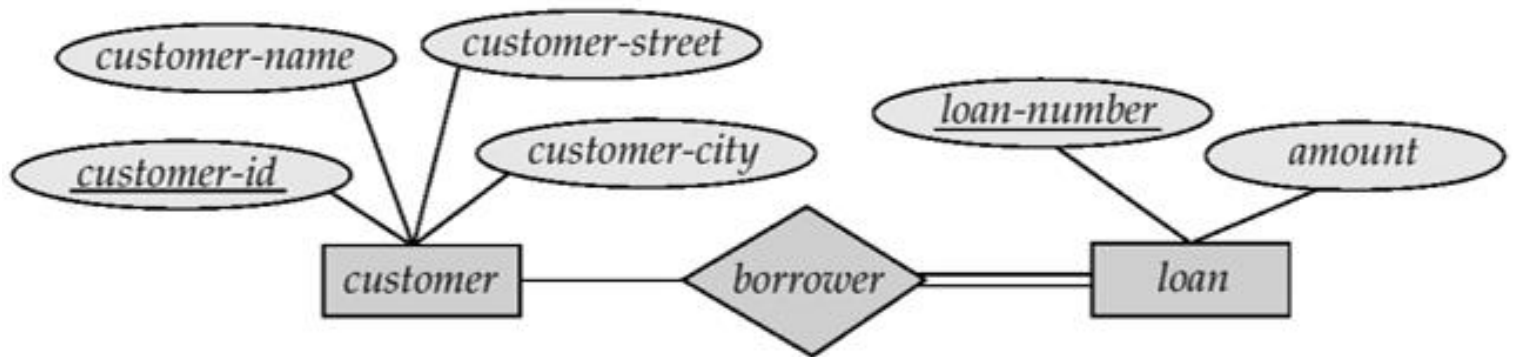 customer-name
customer-street
customer-id
customer-city
loan-number
amount
customer
borrower
loan